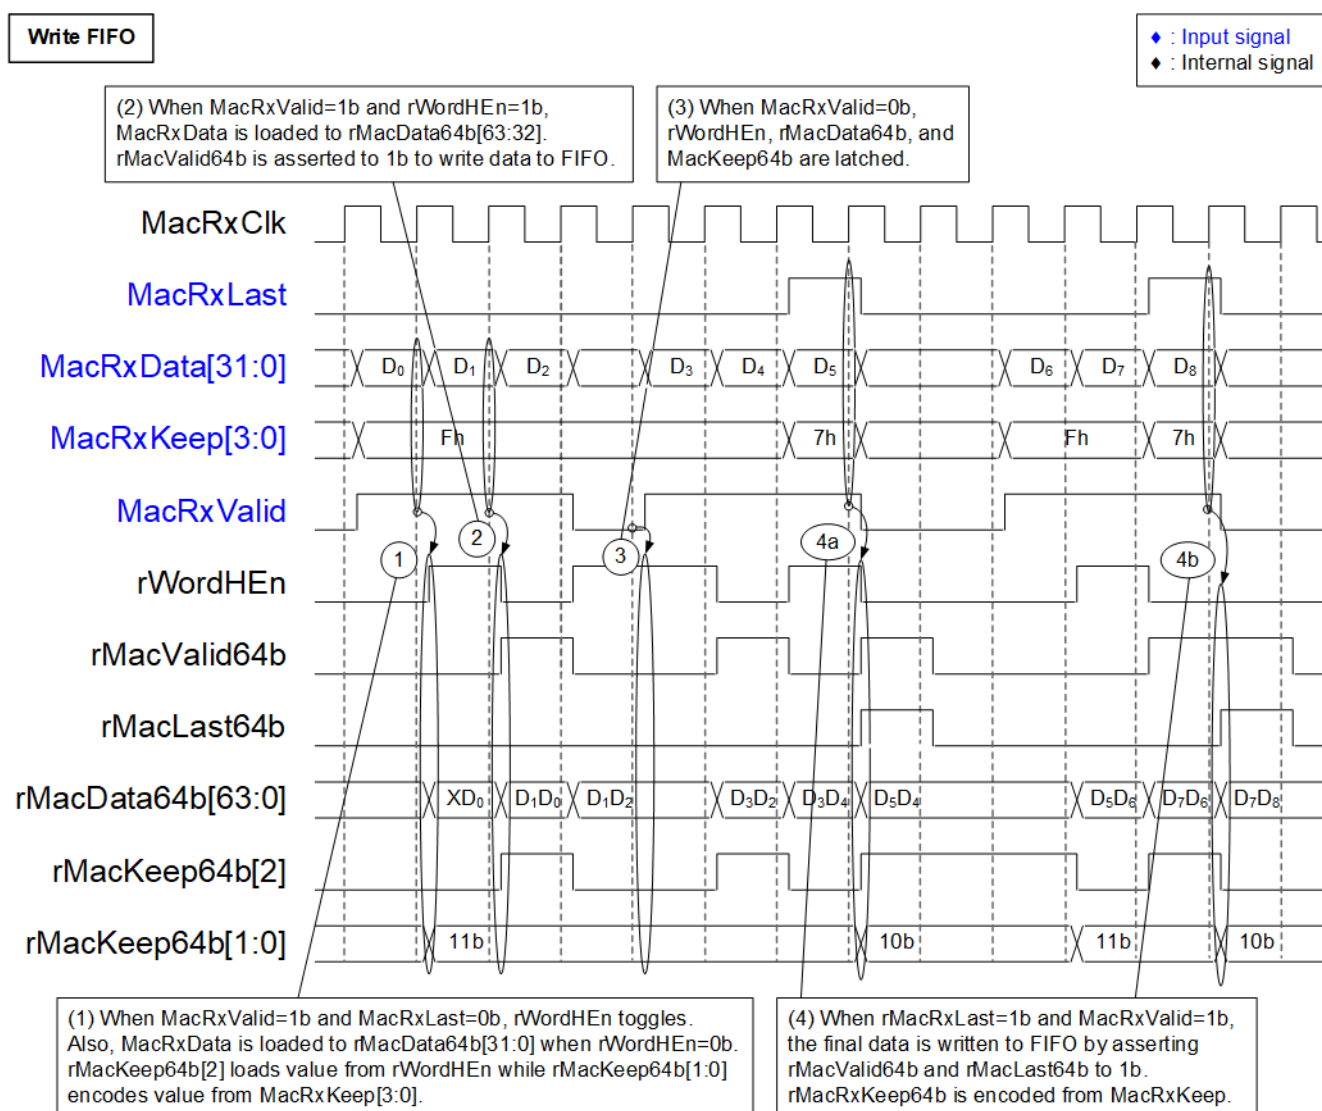 Write FIFO
♦ : Input signal
♦ : Internal signal
(2) When MacRxValid=1b and rWordHEn=1b,
MacRxData is loaded to rMacData64b[63:32].
rMacValid64b is asserted to 1b to write data to FIFO.
(3) When MacRxValid=0b,
rWordHEn, rMacData64b, and
MacKeep64b are latched.
MacRxClk
MacRxLast
MacRxData[31:0] D0 D1 D2 D3 D4 D5 D6 D7 D8
MacRxKeep[3:0] Fh 7h Fh 7h
MacRxValid
1 2 3 4a 4b
rWordHEn
rMacValid64b
rMacLast64b
rMacData64b[63:0] XD0 D1D0 D1D2 D3D2 D3D4 D5D4 D5D6 D7D6 D7D8
rMacKeep64b[2]
rMacKeep64b[1:0] 11b 10b 11b 10b
(1) When MacRxValid=1b and MacRxLast=0b, rWordHEn toggles.
Also, MacRxData is loaded to rMacData64b[31:0] when rWordHEn=0b.
rMacKeep64b[2] loads value from rWordHEn while rMacKeep64b[1:0]
encodes value from MacRxKeep[3:0].
(4) When rMacRxLast=1b and MacRxValid=1b,
the final data is written to FIFO by asserting
rMacValid64b and rMacLast64b to 1b.
rMacRxKeep64b is encoded from MacRxKeep.